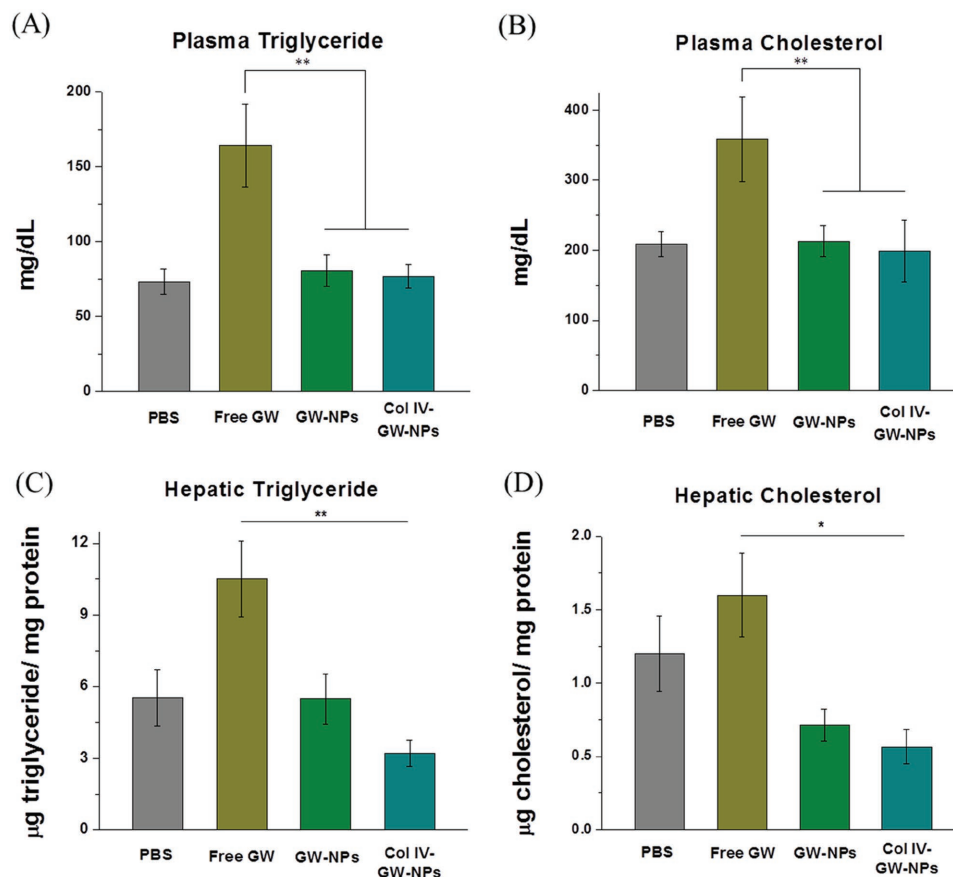 (A)
Plasma Triglyceride
**
200
150
100
50
0
mg/dL
PBS
Free GW
GW-NPs
Col IV-
GW-NPs
(B)
Plasma Cholesterol
**
400
300
200
100
0
mg/dL
PBS
Free GW
GW-NPs
Col IV-
GW-NPs
(C)
Hepatic Triglyceride
**
12
9
6
3
0
μg triglyceride/ mg protein
PBS
Free GW
GW-NPs
Col IV-
GW-NPs
(D)
Hepatic Cholesterol
*
2.0
1.5
1.0
0.5
0.0
μg cholesterol/ mg protein
PBS
Free GW
GW-NPs
Col IV-
GW-NPs